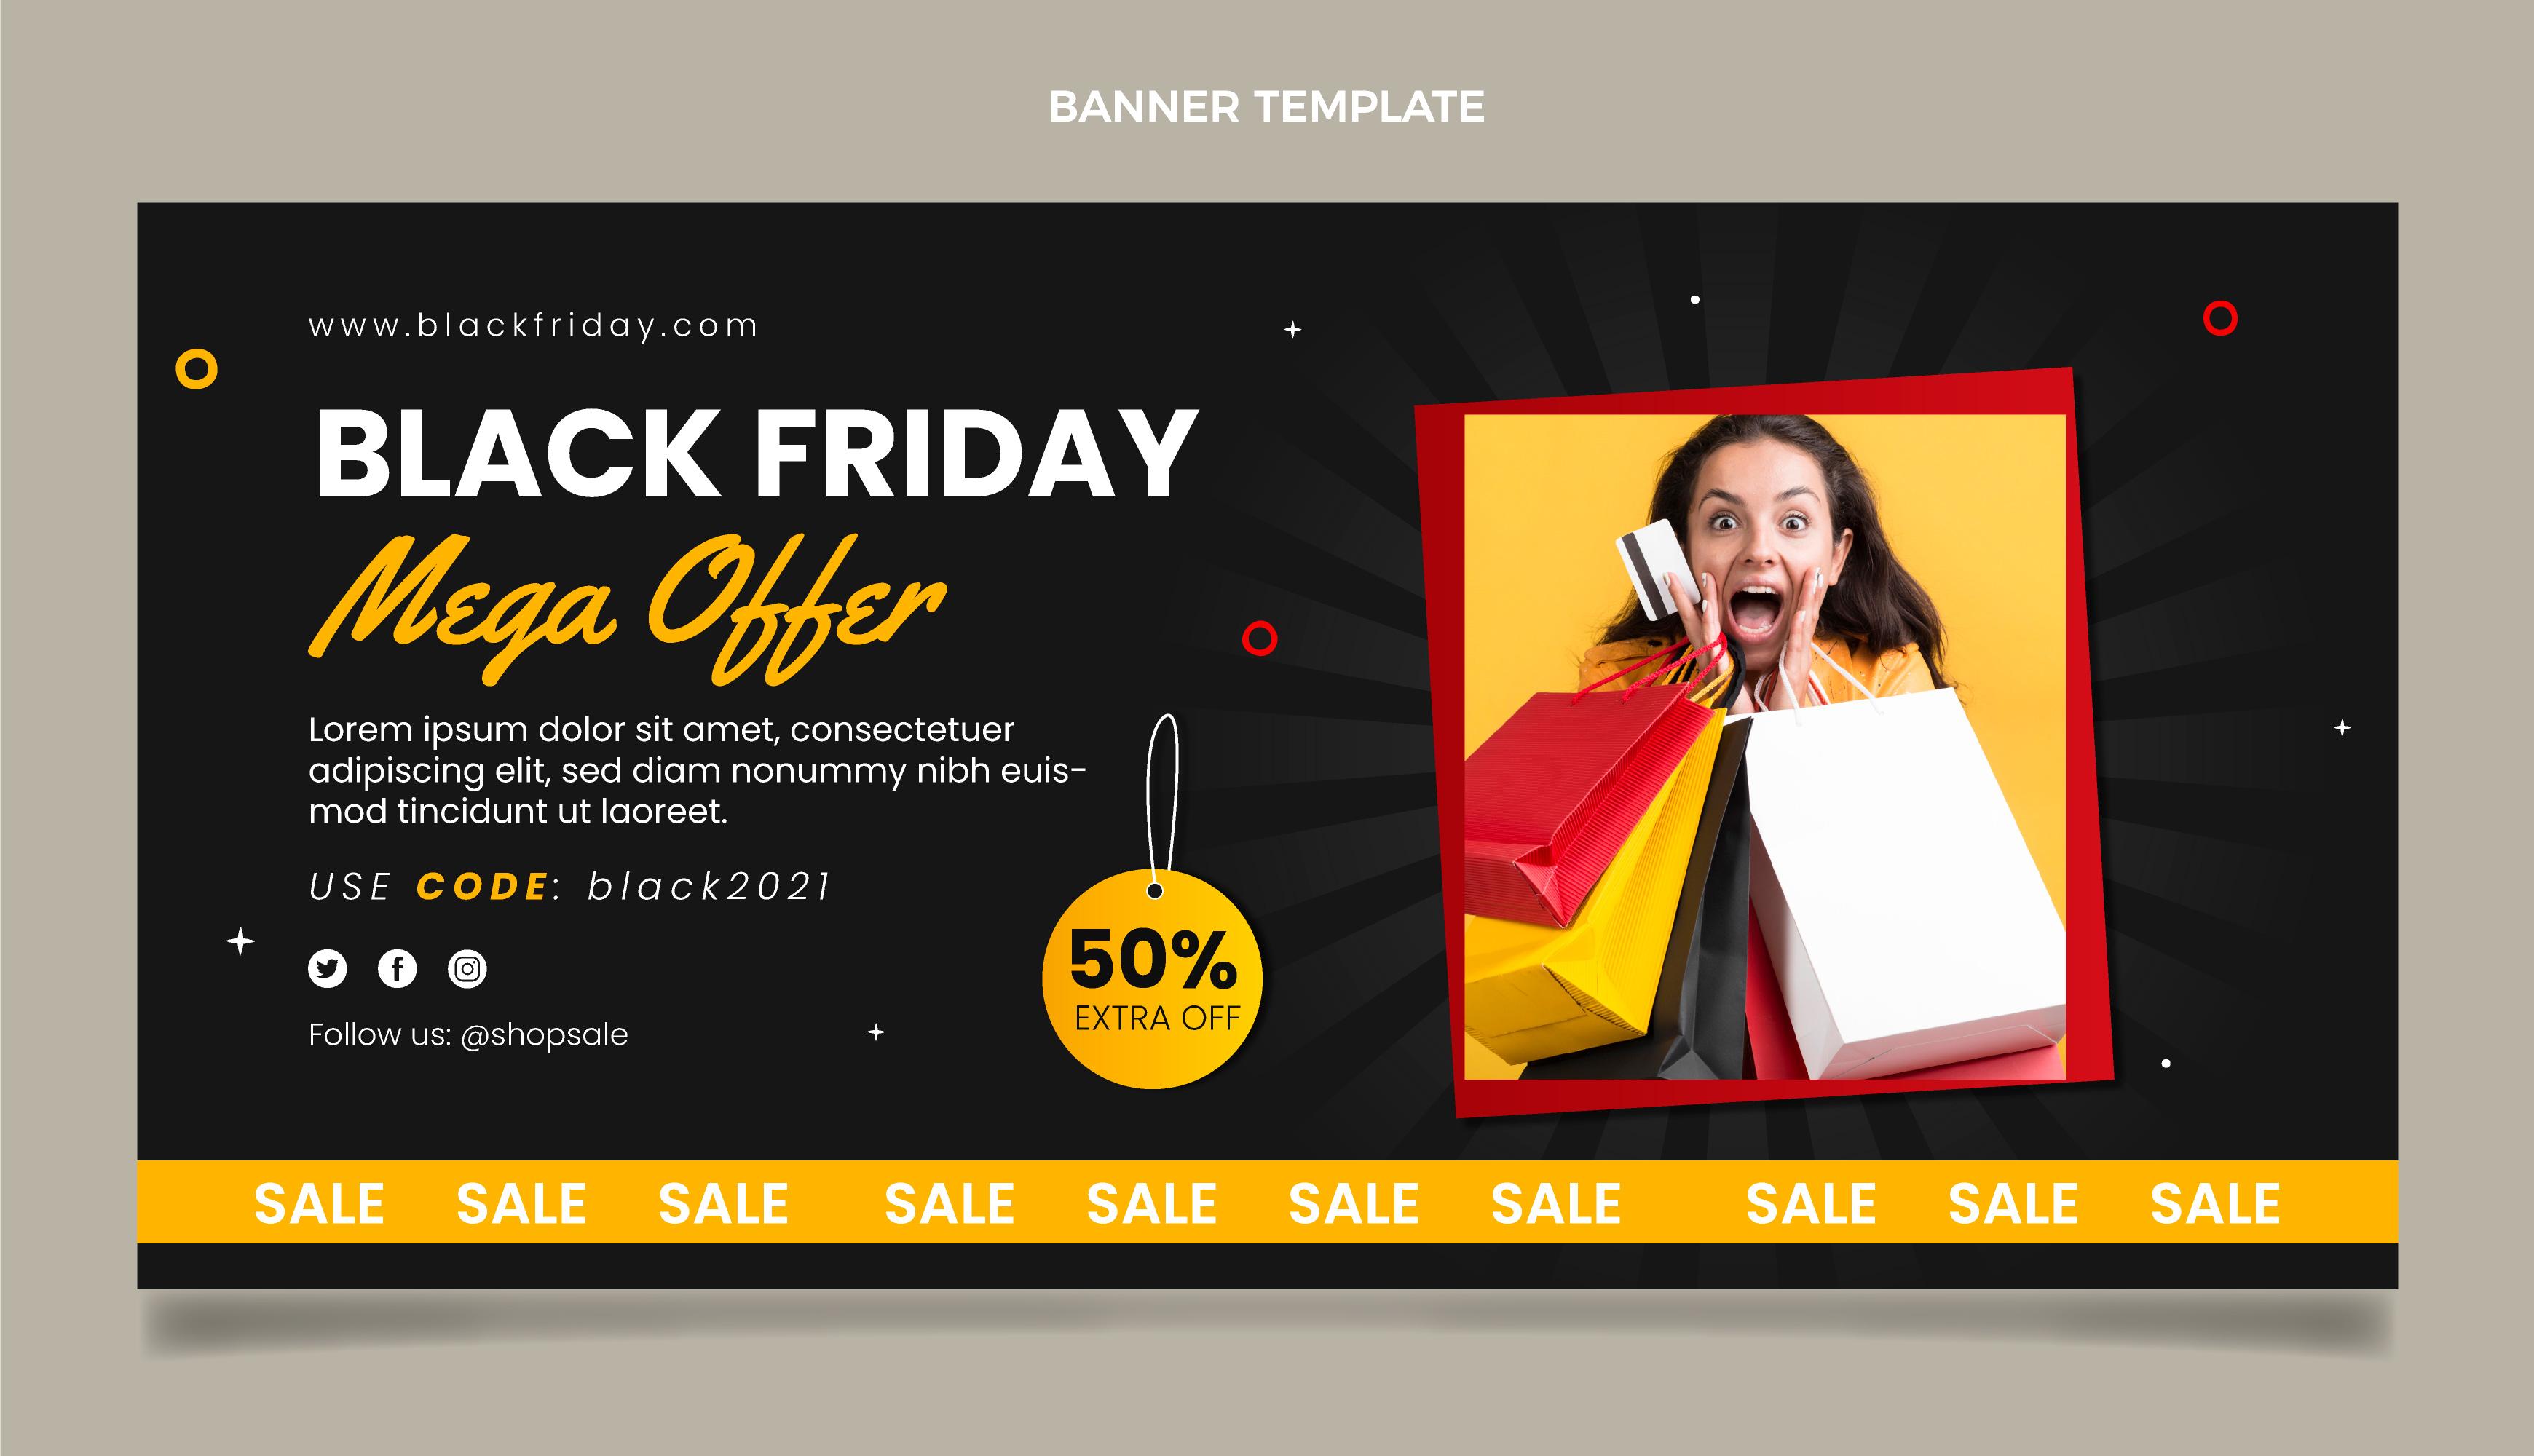 BANNER TEMPLATE
www.blackfriday.com
BLACK FRIDAY
Mega Offer
Lorem ipsum dolor sit amet, consectetuer
adipiscing elit, sed diam nonummy nibh euis-
mod tincidunt ut laoreet.
USE CODE: black2021
Follow us: @shopsale
50%
EXTRA OFF
SALE SALE SALE SALE SALE SALE SALE SALE SALE SALE